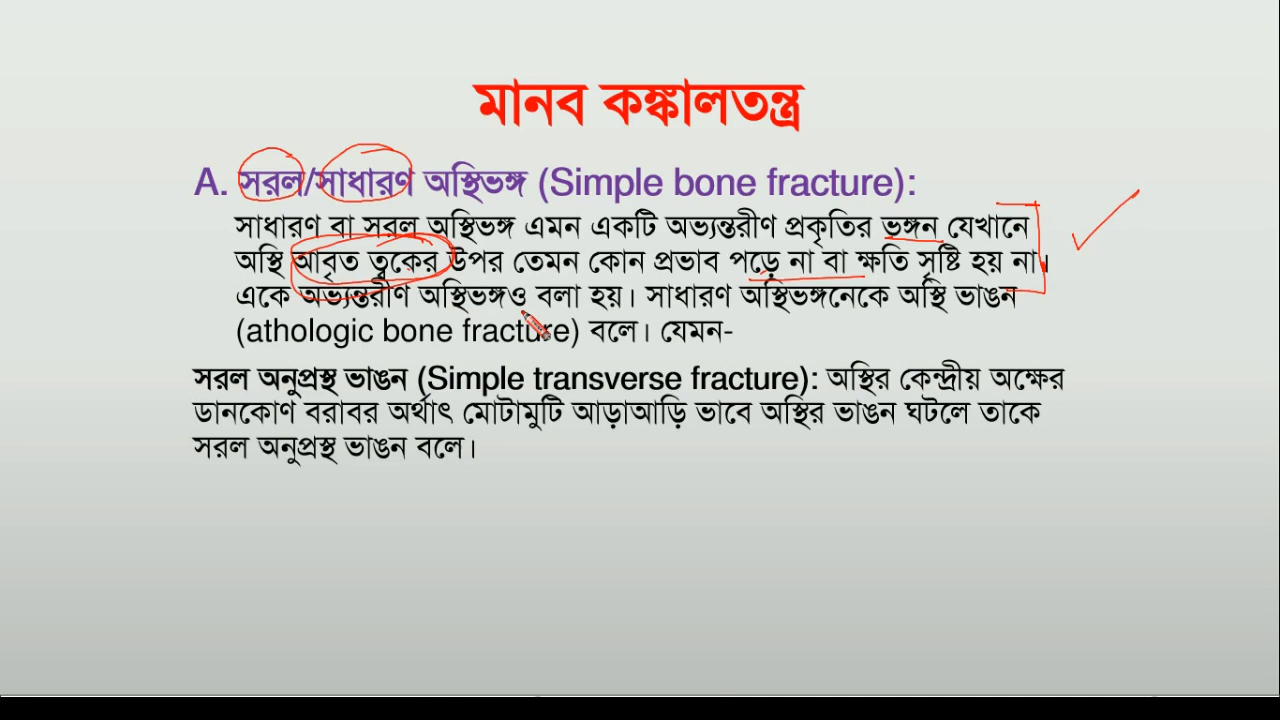 মানব কঙ্কালতন্ত্র
A. সরল/সাধারণ অস্থিভঙ্গ (Simple bone fracture):
সাধারণ বা সরল অস্থিভঙ্গ এমন একটি অভ্যন্তরীণ প্রকৃতির ভঙ্গন যেখানে
অস্থি আবৃত ত্বকের উপর তেমন কোন প্রভাব পড়ে না বা ক্ষতি সৃষ্টি হয় না।
একে অভ্যন্তরীণ অস্থিভঙ্গও বলা হয়। সাধারণ অস্থিভঙ্গনেকে অস্থি ভাঙন
(athologic bone fracture) বলে। যেমন-
সরল অনুপ্রস্থ ভাঙন (Simple transverse fracture): অস্থির কেন্দ্রীয় অক্ষের
ডানকোণ বরাবর অর্থাৎ মোটামুটি আড়াআড়ি ভাবে অস্থির ভাঙন ঘটলে তাকে
সরল অনুপ্রস্থ ভাঙন বলে।